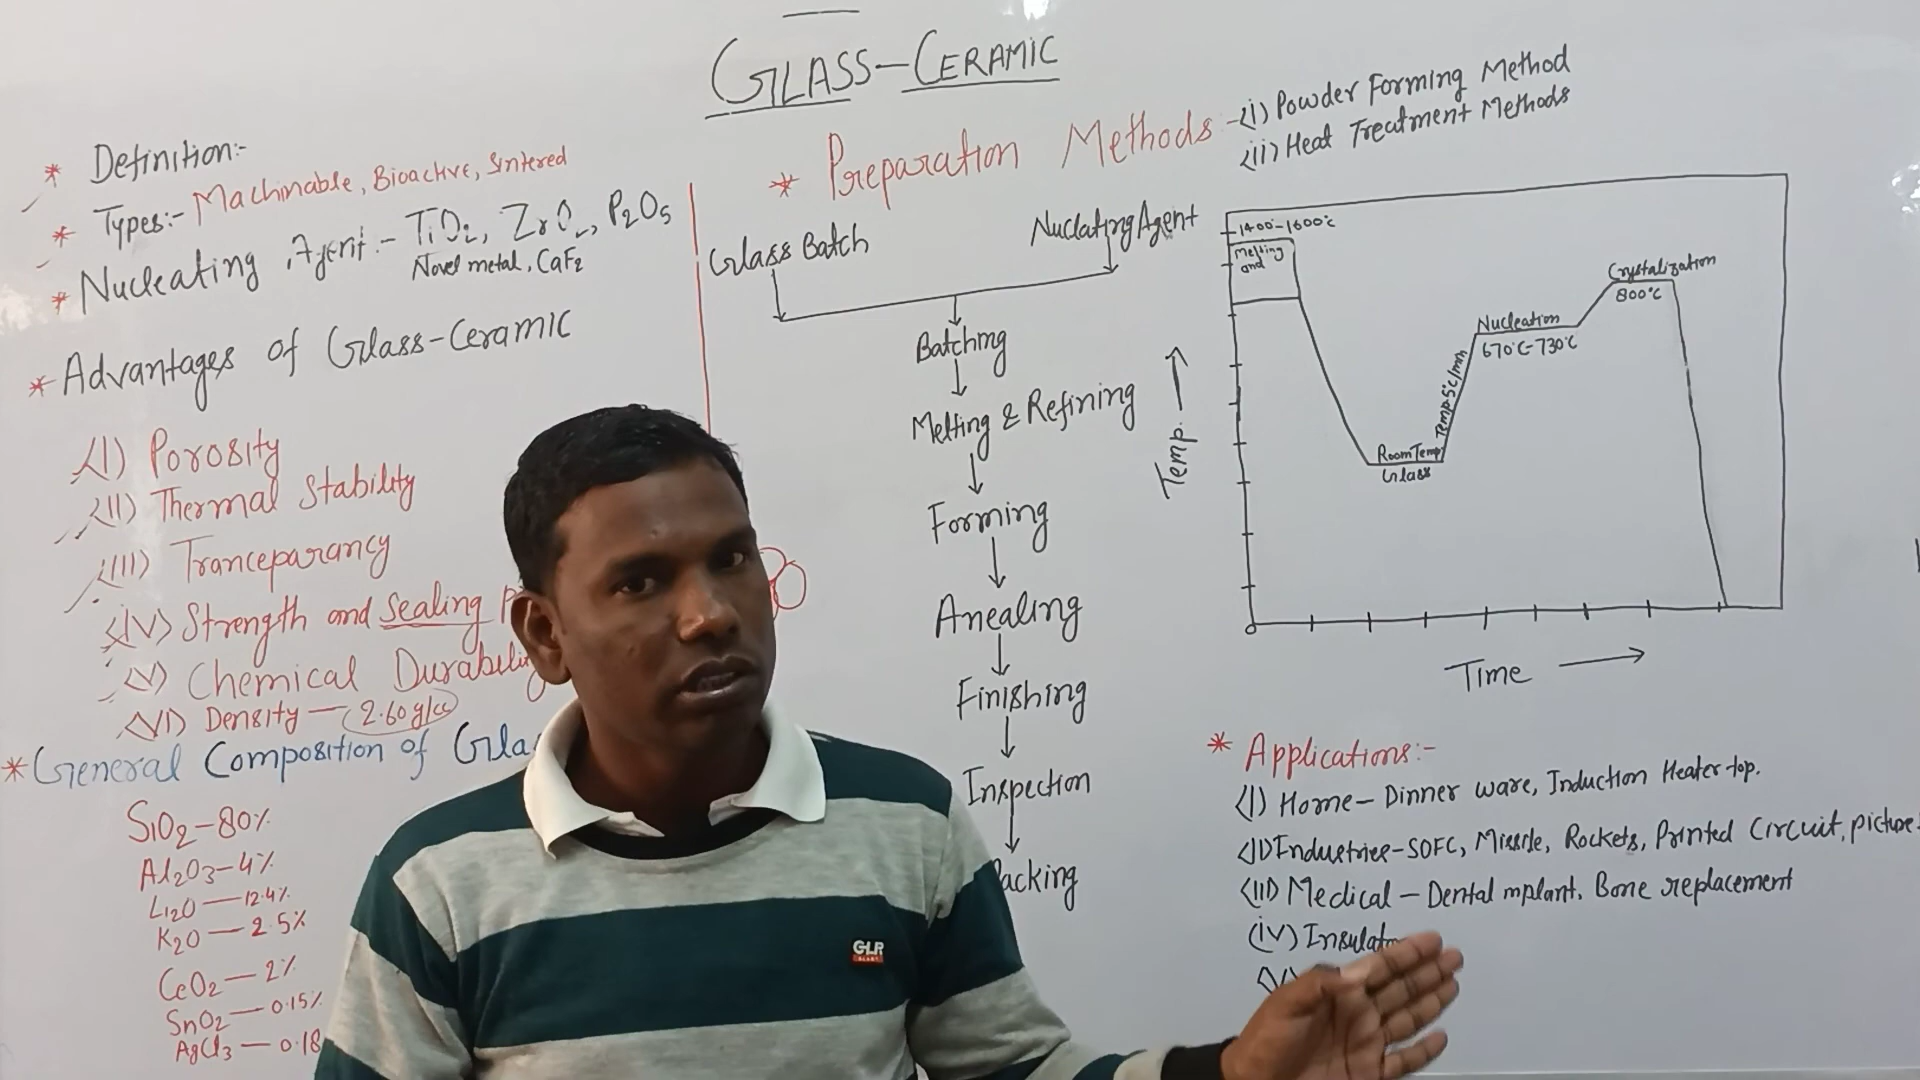 GLASS-CERAMIC
* Definition:-
* Types:- Machinable, Bioactive, Sintered
* Nucleating Agent:- TiO2, ZrO2, P2O5
Novel metal, CaF2
* Advantages of Glass-Ceramic
(I) Porosity
(II) Thermal Stability
(III) Tranceparancy
(IV) Strength and Sealing
(V) Chemical
(VI) Density - 2.60 g/cc
* General Composition of
SiO2-80%
Al2O3-4%
Li2O-12.4%
K2O-2.5%
CeO2-2%
SnO2-0.15%
AgCl3-0.18
* Preparation Methods - (i) Powder Forming Method
(ii) Heat Treatment Methods
Glass Batch
Nuclating Agent
Batching
Melting & Refining
Forming
Anealing
Finishing
Inspection
acking
1400-1600°C
Melting
and
Room Temp
Glass
Temp 5°C/min
Nucleation
670°C-730°C
Crystalization
800°C
Temp.
0
Time
* Applications:-
(I) Home - Dinner ware, Induction Heater top.
(II) Industries-SOFC, Missile, Rockets, Printed Circuit, picture
(III) Medical - Dental mplant. Bone replacement
(iv)
(V)
GLR